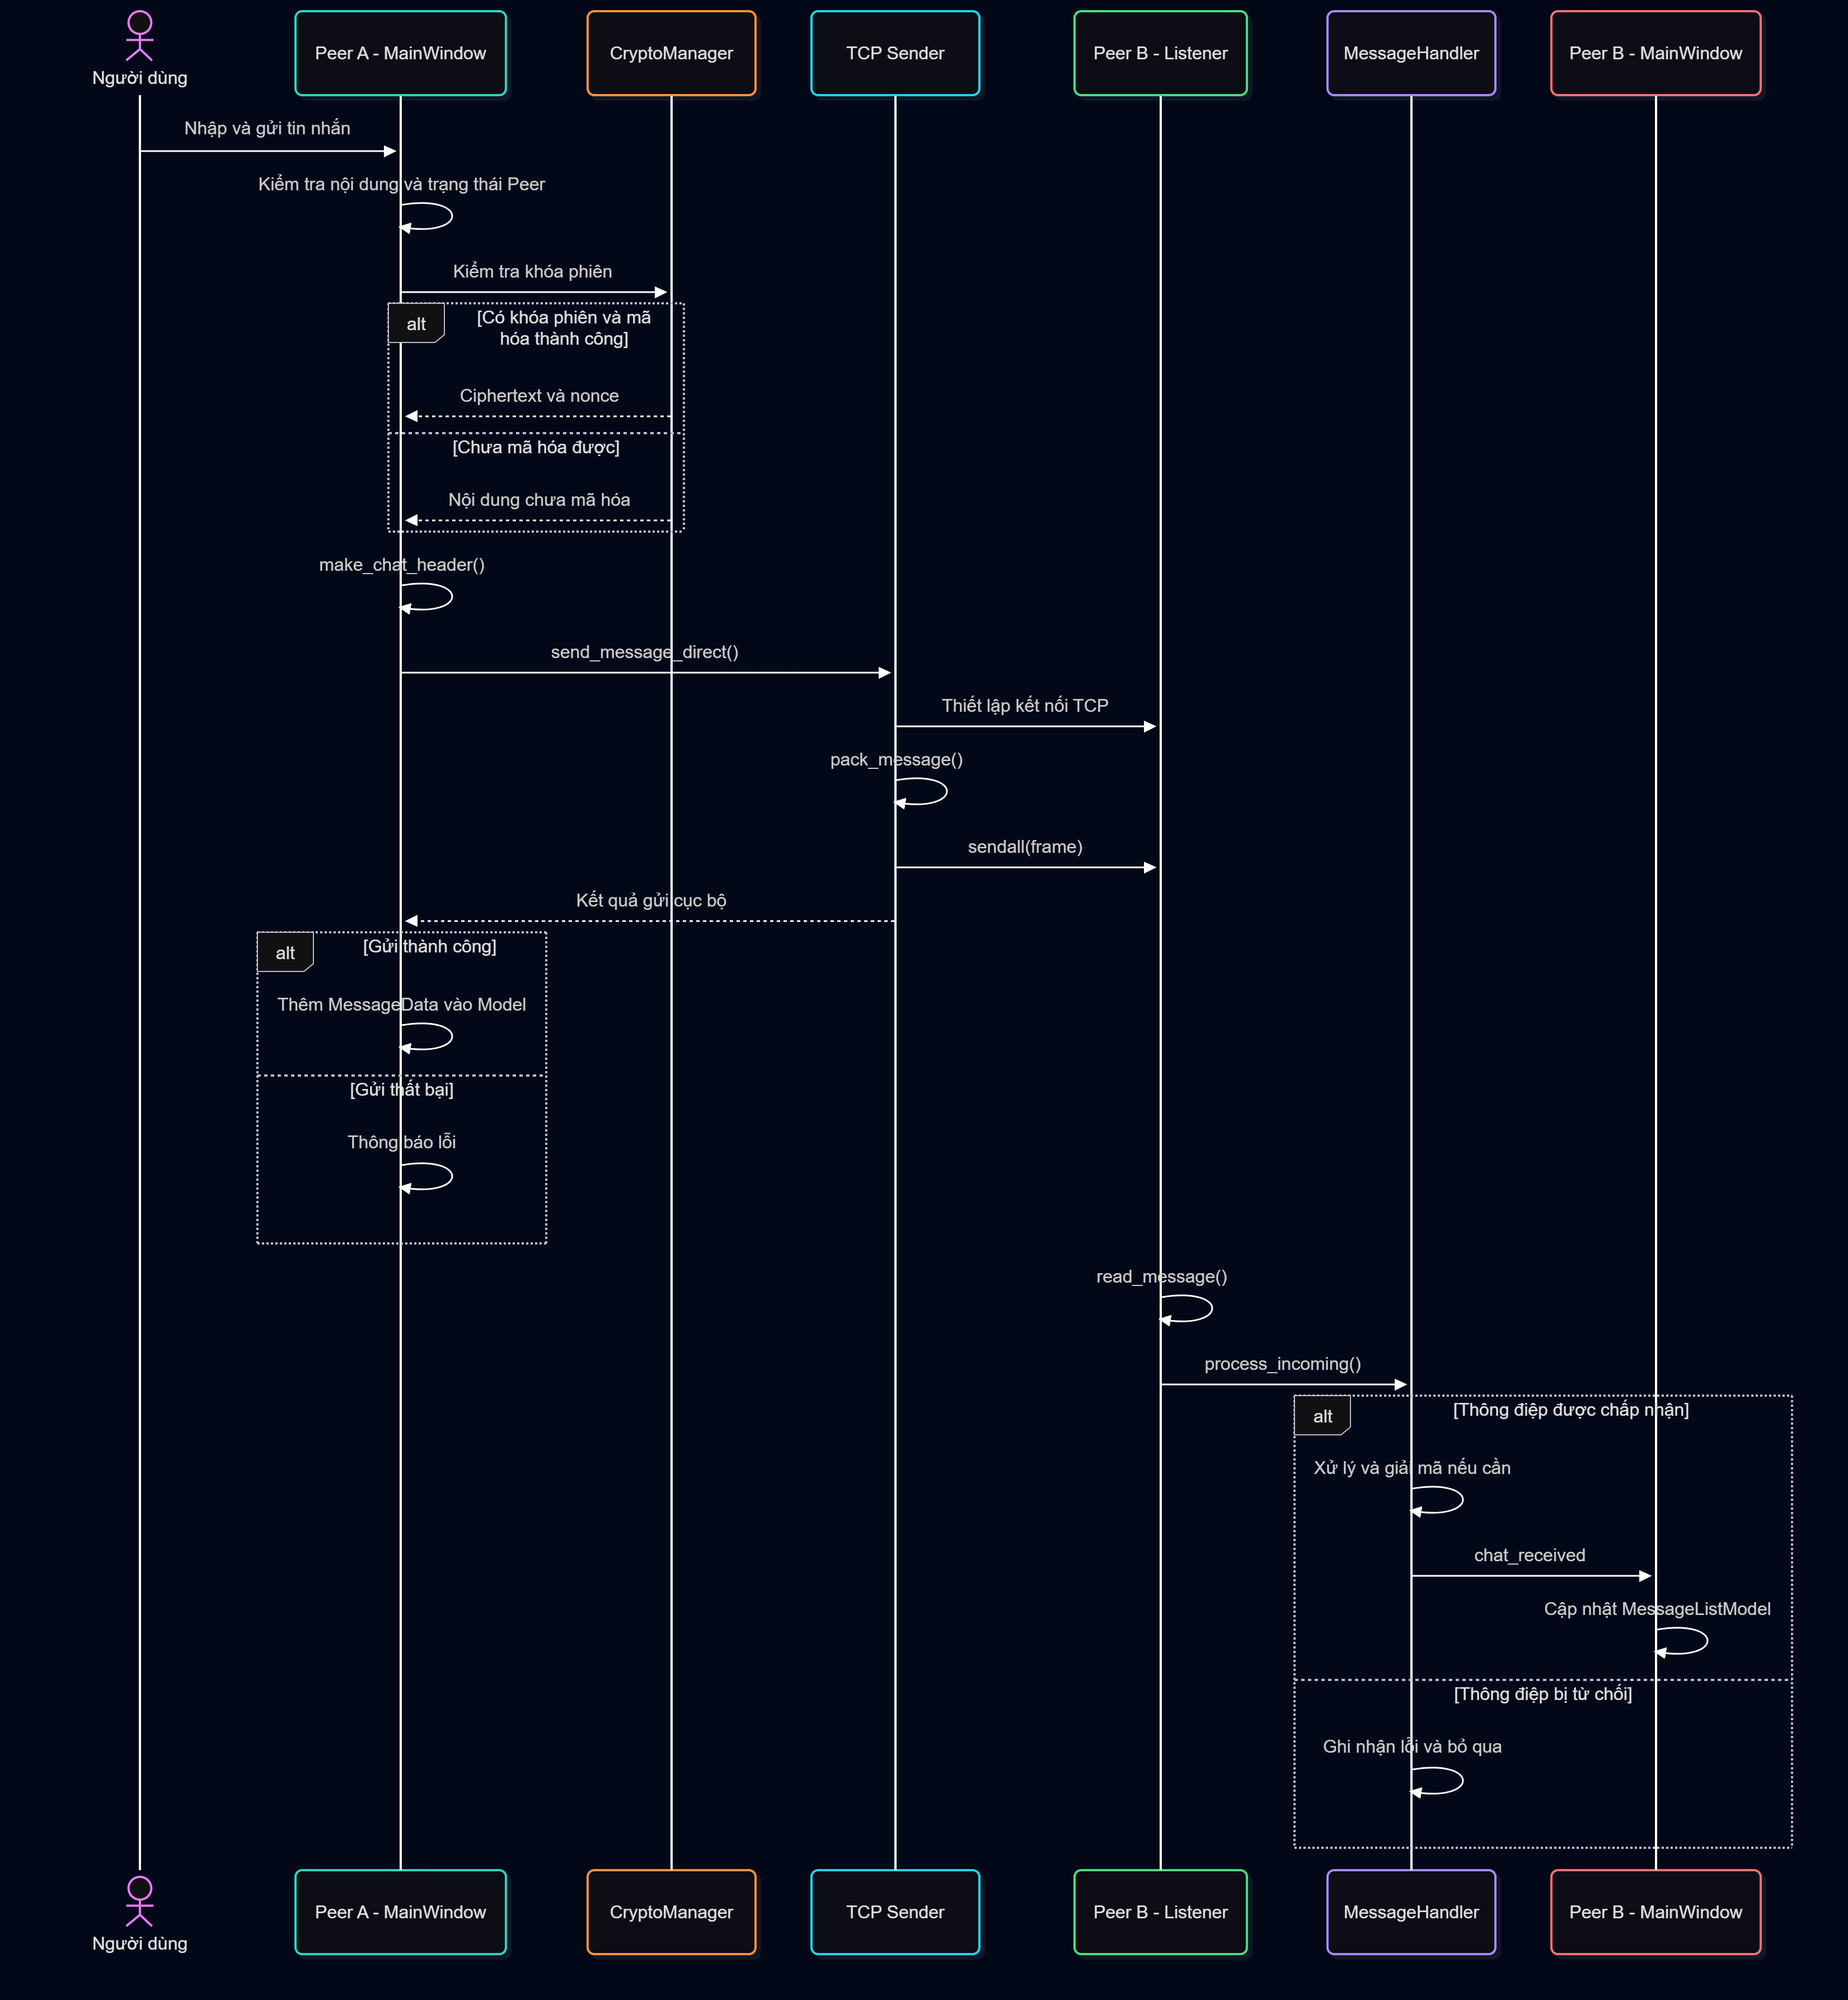 Người dùng
Peer A - MainWindow
CryptoManager
TCP Sender
Peer B - Listener
MessageHandler
Peer B - MainWindow
Nhập và gửi tin nhắn
Kiểm tra nội dung và trạng thái Peer
Kiểm tra khóa phiên
alt
[Có khóa phiên và mã
hóa thành công]
Ciphertext và nonce
[Chưa mã hóa được]
Nội dung chưa mã hóa
make_chat_header()
send_message_direct()
Thiết lập kết nối TCP
pack_message()
sendall(frame)
Kết quả gửi cục bộ
alt
[Gửi thành công]
Thêm MessageData vào Model
[Gửi thất bại]
Thông báo lỗi
read_message()
process_incoming()
alt
[Thông điệp được chấp nhận]
Xử lý và giải mã nếu cần
chat_received
Cập nhật MessageListModel
[Thông điệp bị từ chối]
Ghi nhận lỗi và bỏ qua
Người dùng
Peer A - MainWindow
CryptoManager
TCP Sender
Peer B - Listener
MessageHandler
Peer B - MainWindow